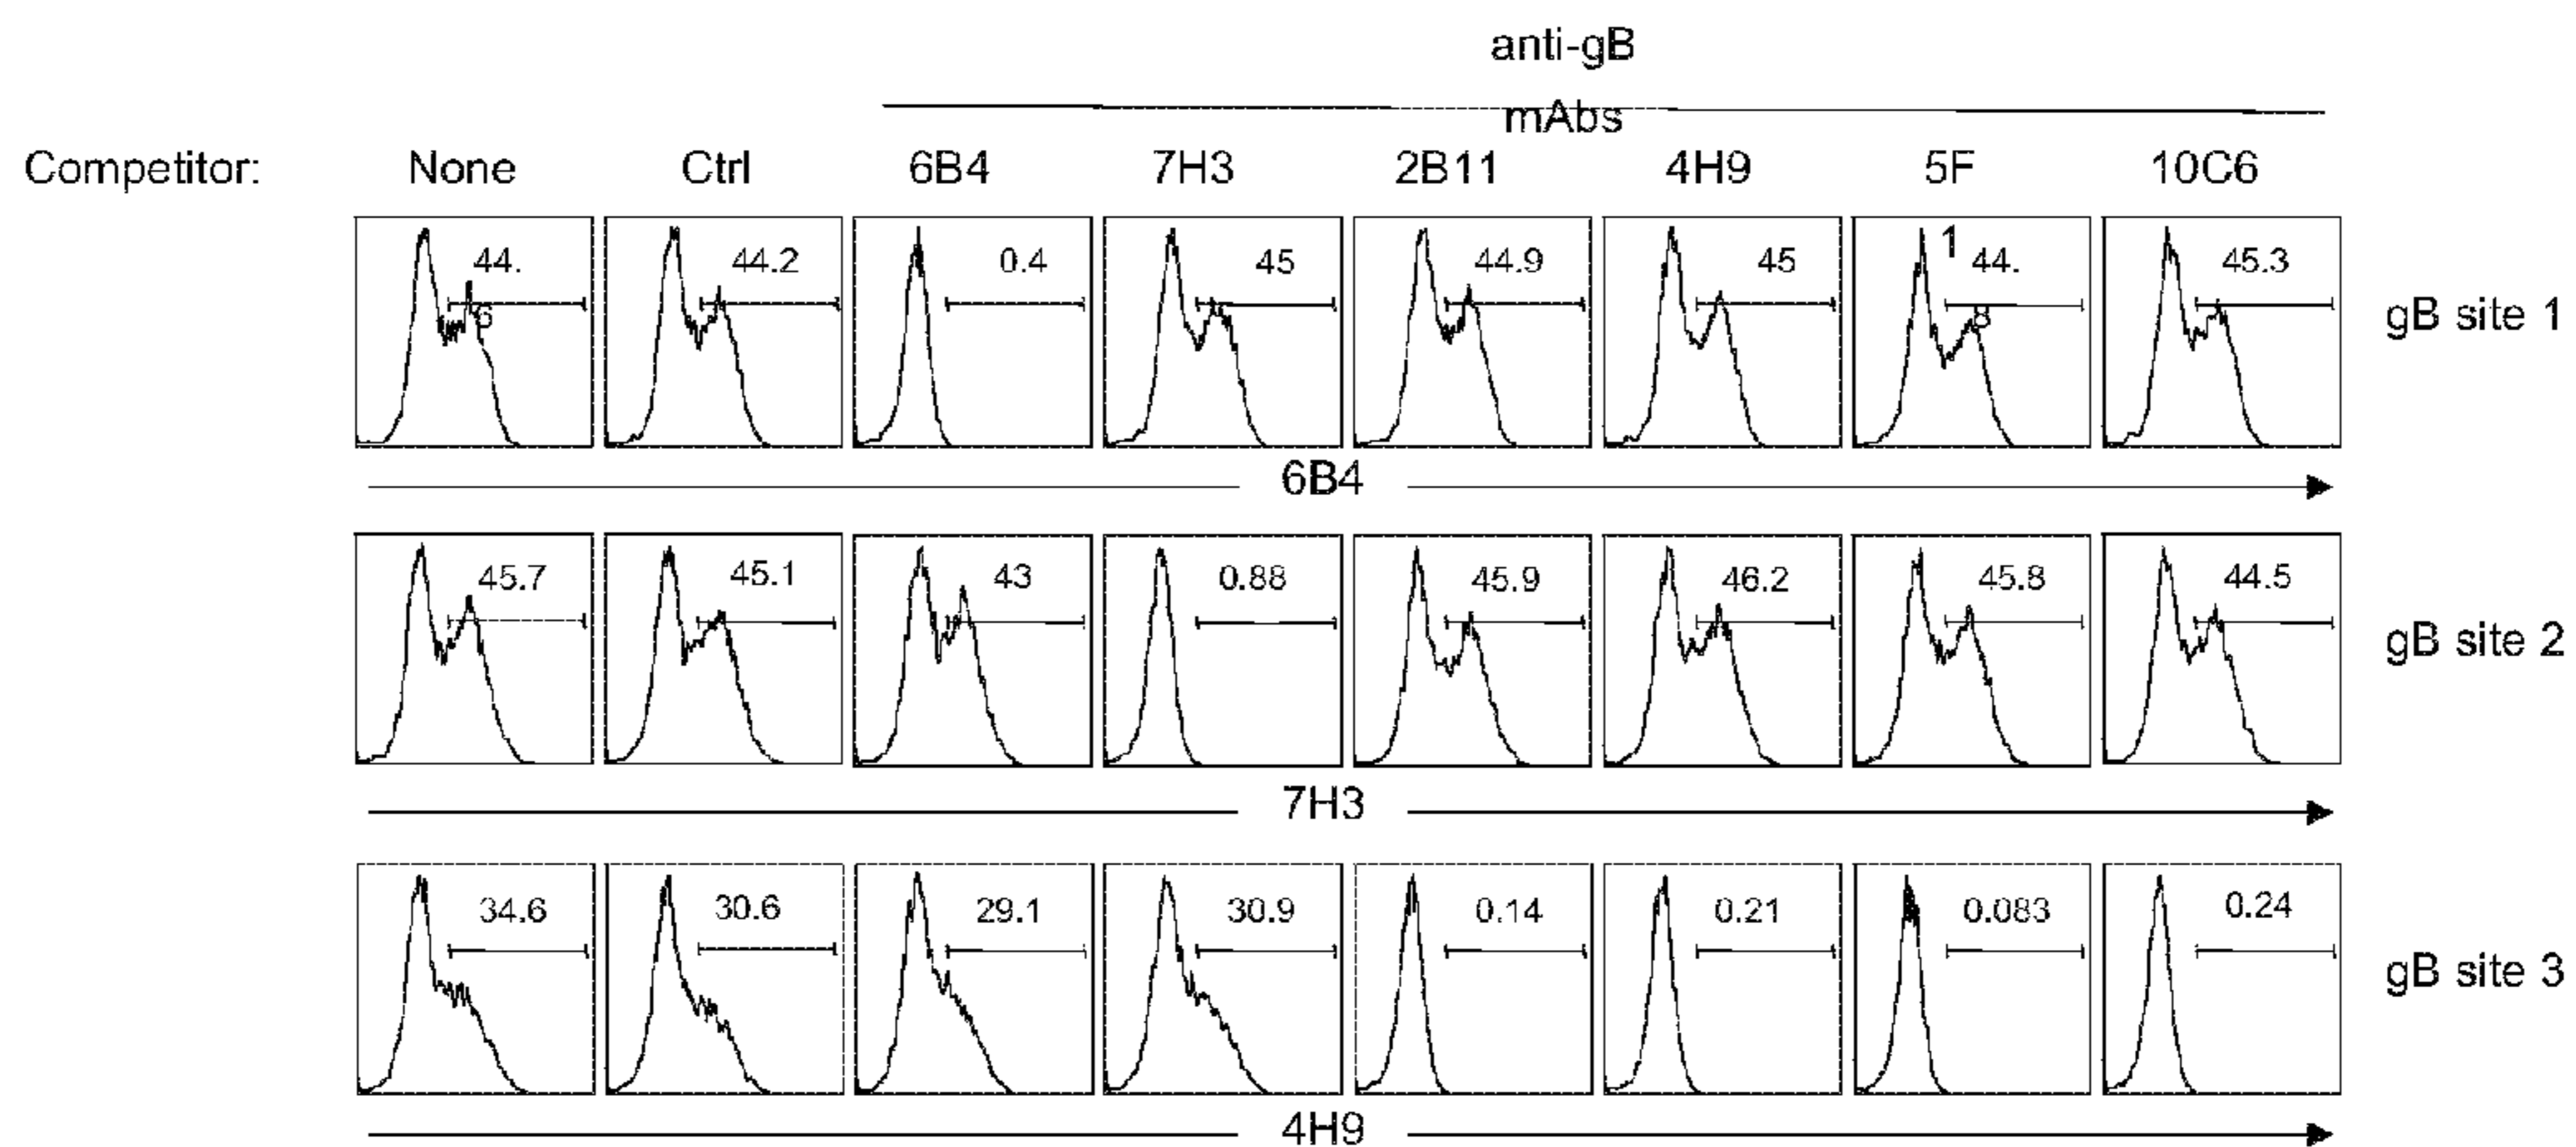 anti-gB
mAbs
Competitor: None Ctrl 6B4 7H3 2B11 4H9 5F 10C6
1
44. 44.2 0.4 45 44.9 45 44. 45.3
6 8
gB site 1
6B4
45.7 45.1 43 0.88 45.9 46.2 45.8 44.5
gB site 2
7H3
34.6 30.6 29.1 30.9 0.14 0.21 0.083 0.24
gB site 3
4H9